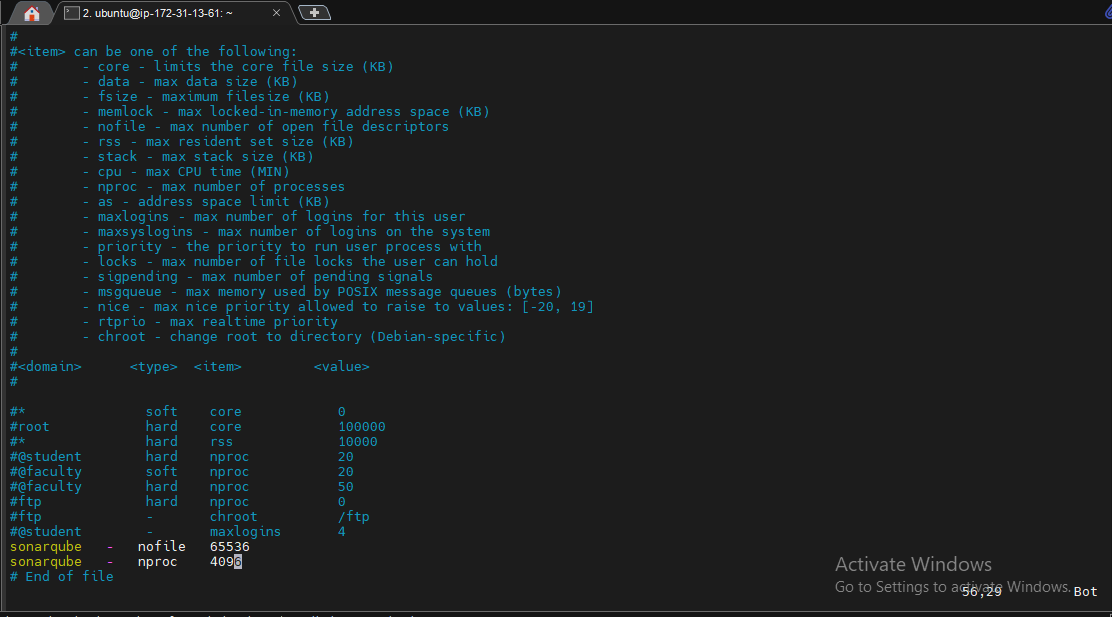 2. ubuntu@ip-172-31-13-61: ~
#
#<item> can be one of the following:
#        - core - limits the core file size (KB)
#        - data - max data size (KB)
#        - fsize - maximum filesize (KB)
#        - memlock - max locked-in-memory address space (KB)
#        - nofile - max number of open file descriptors
#        - rss - max resident set size (KB)
#        - stack - max stack size (KB)
#        - cpu - max CPU time (MIN)
#        - nproc - max number of processes
#        - as - address space limit (KB)
#        - maxlogins - max number of logins for this user
#        - maxsyslogins - max number of logins on the system
#        - priority - the priority to run user process with
#        - locks - max number of file locks the user can hold
#        - sigpending - max number of pending signals
#        - msgqueue - max memory used by POSIX message queues (bytes)
#        - nice - max nice priority allowed to raise to values: [-20, 19]
#        - rtprio - max realtime priority
#        - chroot - change root to directory (Debian-specific)
#
#<domain>      <type>  <item>         <value>
#
#*               soft    core            0
#root            hard    core            100000
#*               hard    rss             10000
#@student        hard    nproc           20
#@faculty        soft    nproc           20
#@faculty        hard    nproc           50
#ftp             hard    nproc           0
#ftp             -       chroot          /ftp
#@student        -       maxlogins       4
sonarqube   -   nofile   65536
sonarqube   -   nproc    4096
# End of file
Activate Windows
Go to Settings to activate Windows.
56,29         Bot